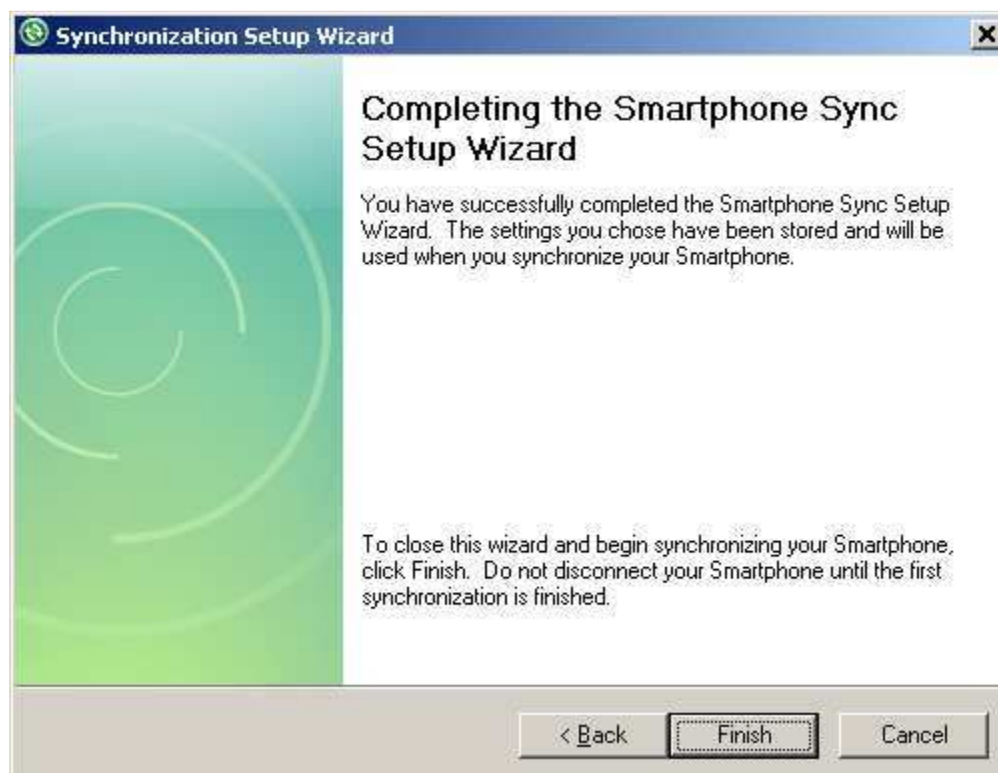 Synchronization Setup Wizard
Completing the Smartphone Sync
Setup Wizard
You have successfully completed the Smartphone Sync Setup
Wizard. The settings you chose have been stored and will be
used when you synchronize your Smartphone.
To close this wizard and begin synchronizing your Smartphone,
click Finish. Do not disconnect your Smartphone until the first
synchronization is finished.
< Back Finish Cancel